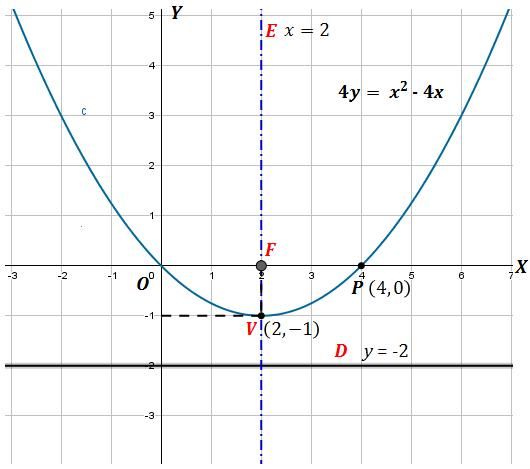 Y
5
E x = 2
4
4y = x² - 4x
c
3
2
1
F
-3 -2 -1 0 1 2 3 4 5 6 7 X
O
P (4,0)
-1
V (2,−1)
D y = -2
-2
-3